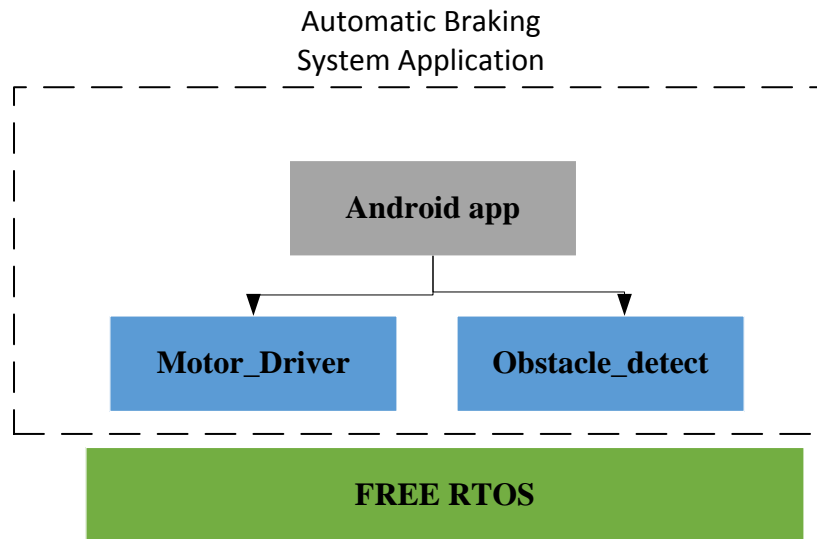 Automatic Braking
System Application
Android app
Motor_Driver
Obstacle_detect
FREE RTOS